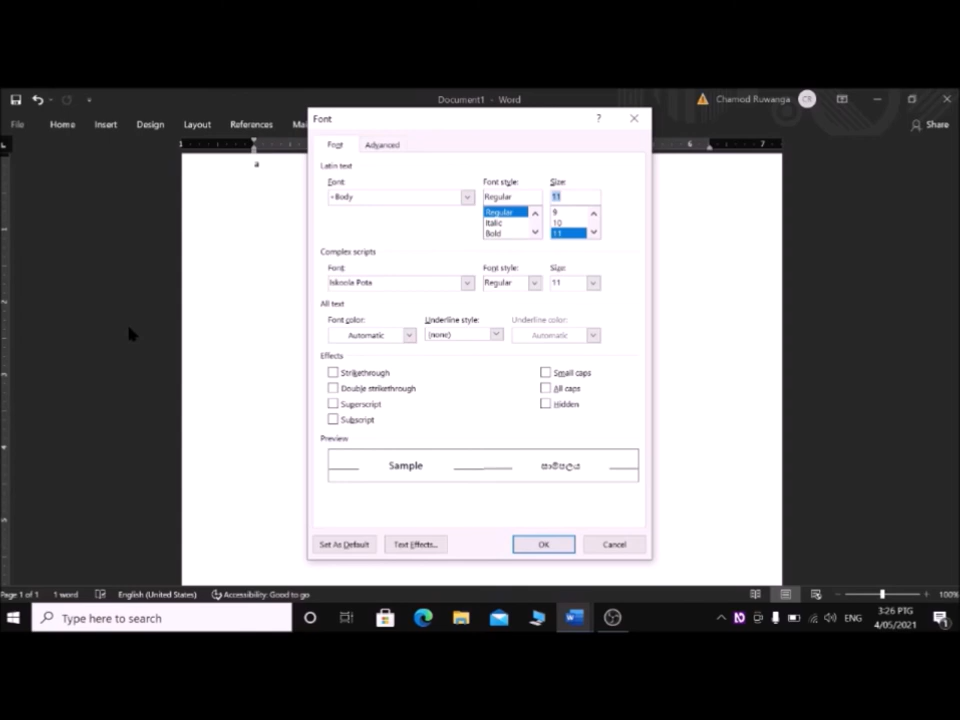 Document1 - Word
Chamod Ruwanga
CR
File
Home
Insert
Design
Layout
References
Share
1
6
7
a
Font
?
Font
Advanced
Latin text
Font:
Font style:
Size:
+Body
Regular
11
Regular
Italic
Bold
9
10
11
Complex scripts
Font:
Font style:
Size:
Iskoola Pota
Regular
11
All text
Font color:
Underline style:
Underline color:
Automatic
(none)
Automatic
Effects
Strikethrough
Double strikethrough
Superscript
Subscript
Small caps
All caps
Hidden
Preview
Sample
සාම්පලය
Set As Default
Text Effects...
OK
Cancel
Page 1 of 1
1 word
English (United States)
Accessibility: Good to go
100%
Type here to search
ENG
3:26 PTG
4/05/2021